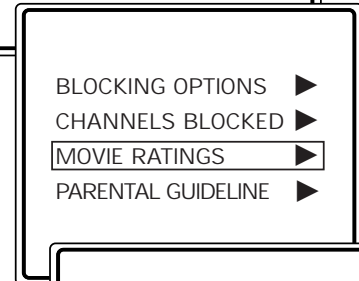 BLOCKING OPTIONS ▶
CHANNELS BLOCKED ▶
MOVIE RATINGS ▶
PARENTAL GUIDELINE ▶